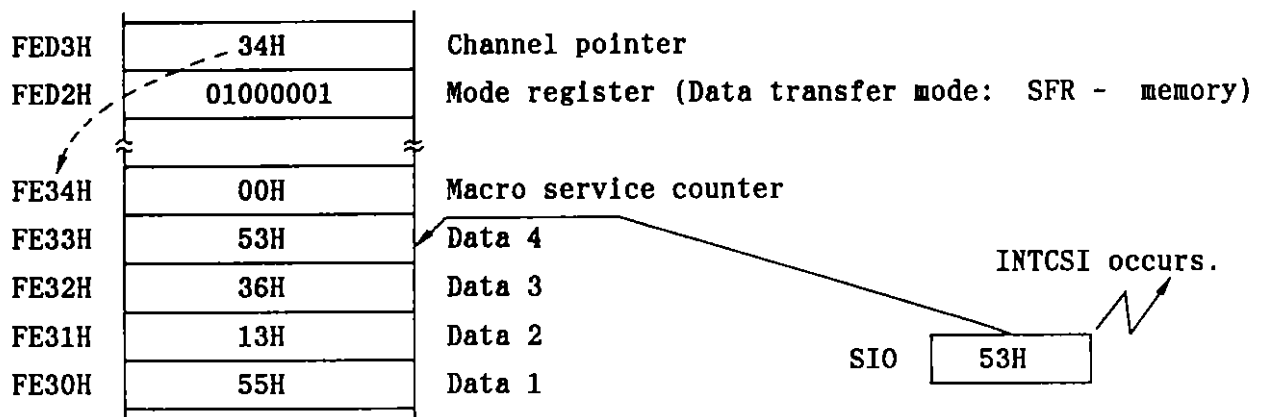 FED3H 34H Channel pointer
FED2H 01000001 Mode register (Data transfer mode: SFR - memory)
FE34H 00H Macro service counter
FE33H 53H Data 4
INTCSI occurs.
FE32H 36H Data 3
FE31H 13H Data 2
SIO 53H
FE30H 55H Data 1